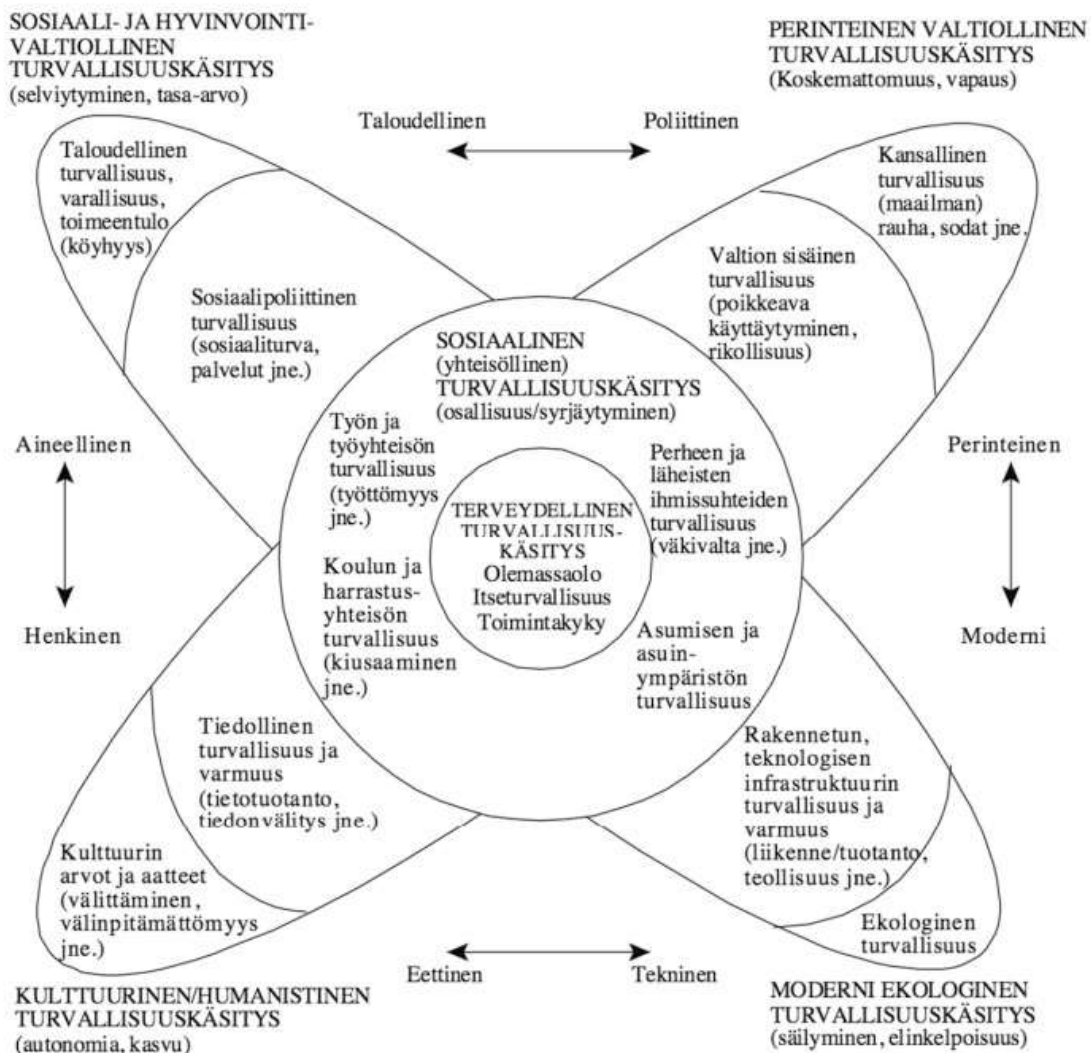 SOSIAALI- JA HYVINVOINTI-
VALTIOLLINEN
TURVALLISUUSKÄSITYS
(selviytyminen, tasa-arvo)
PERINTEINEN VALTIOLLINEN
TURVALLISUUSKÄSITYS
(Koskemattomuus, vapaus)
Taloudellinen
Poliittinen
Taloudellinen
turvallisuus,
varallisuus,
toimeentulo
(köyhyys)
Kansallinen
turvallisuus
(maailman)
rauha, sodat jne.
Sosiaalipoliittinen
turvallisuus
(sosiaaliturva,
palvelut jne.)
Valtion sisäinen
turvallisuus
(poikkeava
käyttäytyminen,
rikollisuus)
SOSIAALINEN
(yhteisöllinen)
TURVALLISUUSKÄSITYS
(osallisuus/syrjäytyminen)
Aineellinen
Henkinen
Työn ja
työyhteisön
turvallisuus
(työttömyys
jne.)
Perheen ja
läheisten
ihmissuhteiden
turvallisuus
(väkivalta jne.)
Perinteinen
Moderni
TERVEYDELLINEN
TURVALLISUUS-
KÄSITYS
Olemassaolo
Itseturvallisuus
Toimintakyky
Koulun ja
harrastus-
yhteisön
turvallisuus
(kiusaaminen
jne.)
Asumisen ja
asuin-
ympäristön
turvallisuus
Tiedollinen
turvallisuus ja
varmuus
(tietotuotanto,
tiedonvälitys jne.)
Rakennetun,
teknologisen
infrastruktuurin
turvallisuus ja
varmuus
(liikenne/tuotanto,
teollisuus jne.)
Kulttuurin
arvot ja aatteet
(välittäminen,
välinpitämättömyys
jne.)
Ekologinen
turvallisuus
Eettinen
Tekninen
KULTTUURINEN/HUMANISTINEN
TURVALLISUUSKÄSITYS
(autonomia, kasvu)
MODERNI EKOLOGINEN
TURVALLISUUSKÄSITYS
(säilyminen, elinkelpoisuus)